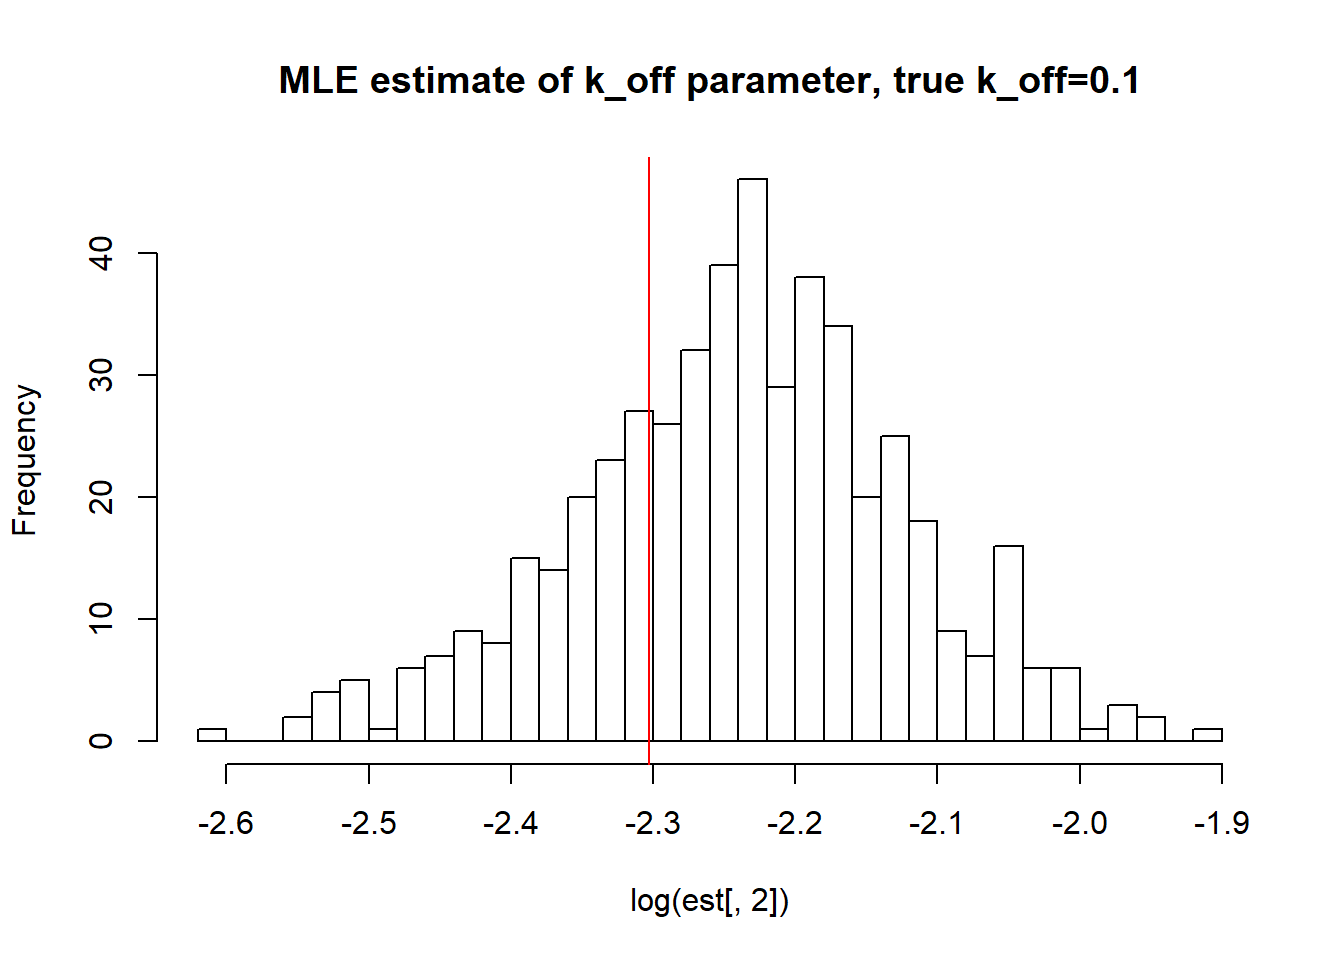 MLE estimate of k_off parameter, true k_off=0.1
Frequency
40
30
20
10
0
-2.6 -2.5 -2.4 -2.3 -2.2 -2.1 -2.0 -1.9
log(est[, 2])